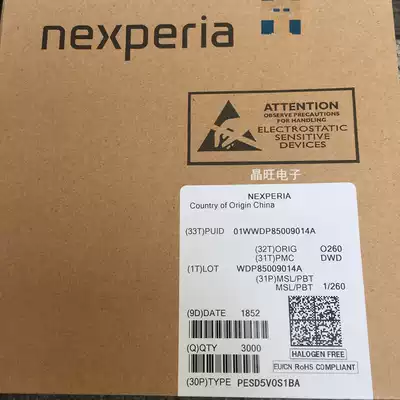 nexperia
ATTENTION
OBSERVE PRECAUTIONS
FOR HANDLING
ELECTROSTATIC
SENSITIVE
DEVICES
晶旺电子
NEXPERIA
Country of Origin China
(33T)PUID 01WWDP85009014A
(32T)ORIG O260
(31T)PMC DWD
(1T)LOT WDP85009014A
(31P)MSL/PBT
MSL/PBT 1/260
(9D)DATE 1852
(Q)QTY 3000
HALOGEN FREE
EU/CN RoHS COMPLIANT
(30P)TYPE PESD5V0S1BA